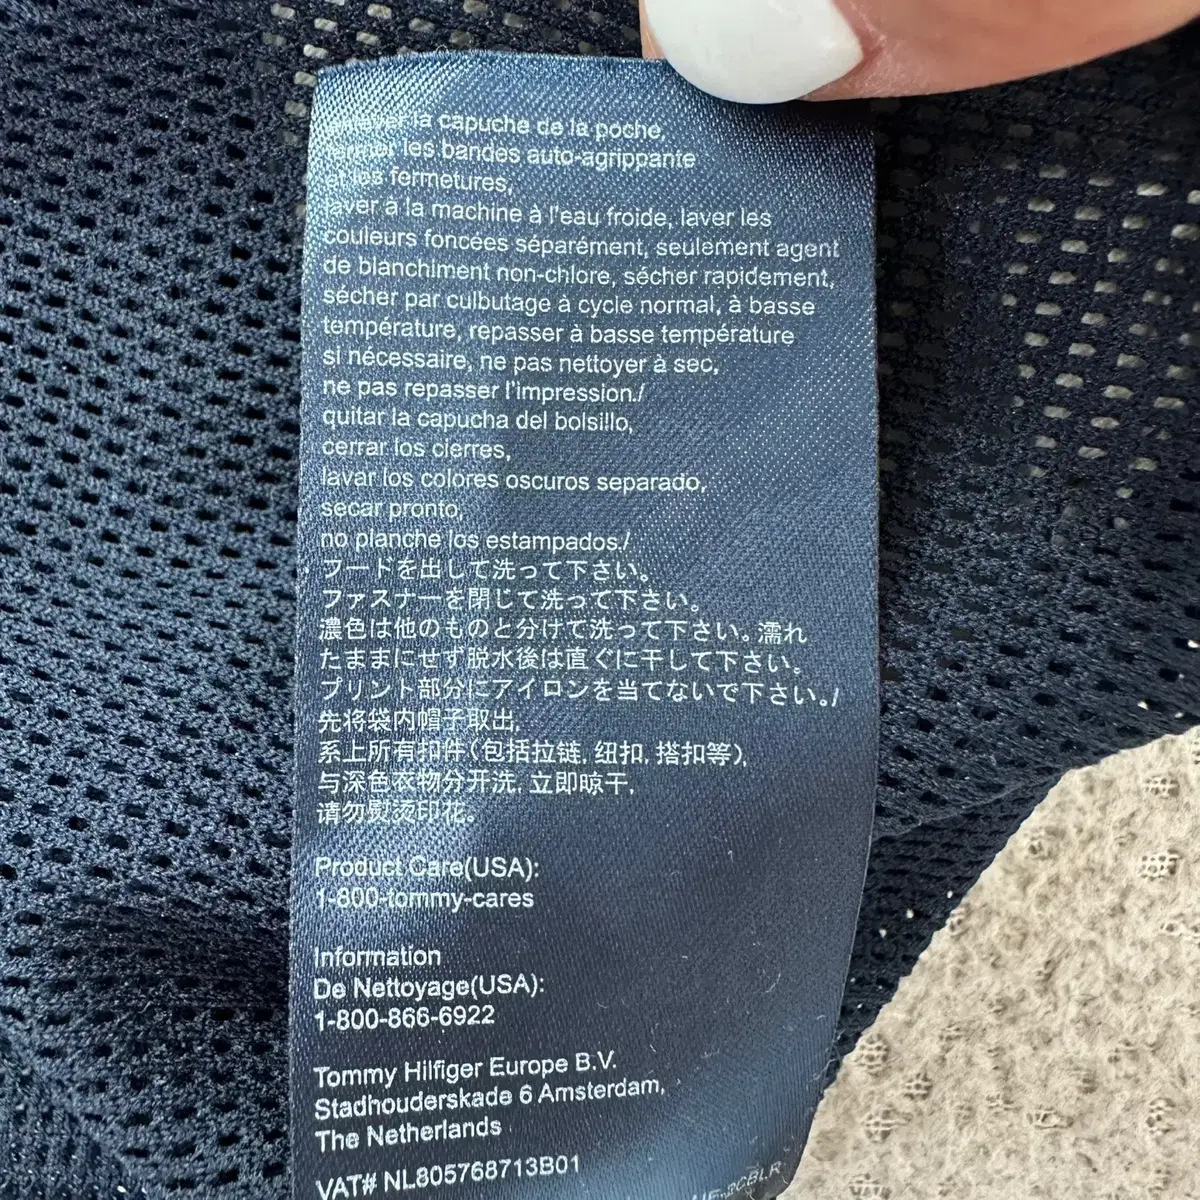 la capuche de la poche,
fermer les bandes auto-agrippante
et les fermetures,
laver à la machine à l'eau froide, laver les
couleurs foncées séparément, seulement agent
de blanchiment non-chlore, sécher rapidement,
sécher par culbutage à cycle normal, à basse
température, repasser à basse température
si nécessaire, ne pas nettoyer à sec,
ne pas repasser l'impression./
quitar la capucha del bolsillo,
cerrar los cierres,
lavar los colores oscuros separado,
secar pronto,
no planche los estampados./
フードを出して洗って下さい。
ファスナーを閉じて洗って下さい。
濃色は他のものと分けて洗って下さい。濡れ
たままにせず脱水後は直ぐに干して下さい。
プリント部分にアイロンを当てないで下さい。/
先将袋内帽子取出,
系上所有扣件(包括拉链, 纽扣, 搭扣等),
与深色衣物分开洗, 立即晾干,
请勿熨烫印花。
Product Care(USA):
1-800-tommy-cares
Information
De Nettoyage(USA):
1-800-866-6922
Tommy Hilfiger Europe B.V.
Stadhouderskade 6 Amsterdam,
The Netherlands
VAT# NL805768713B01